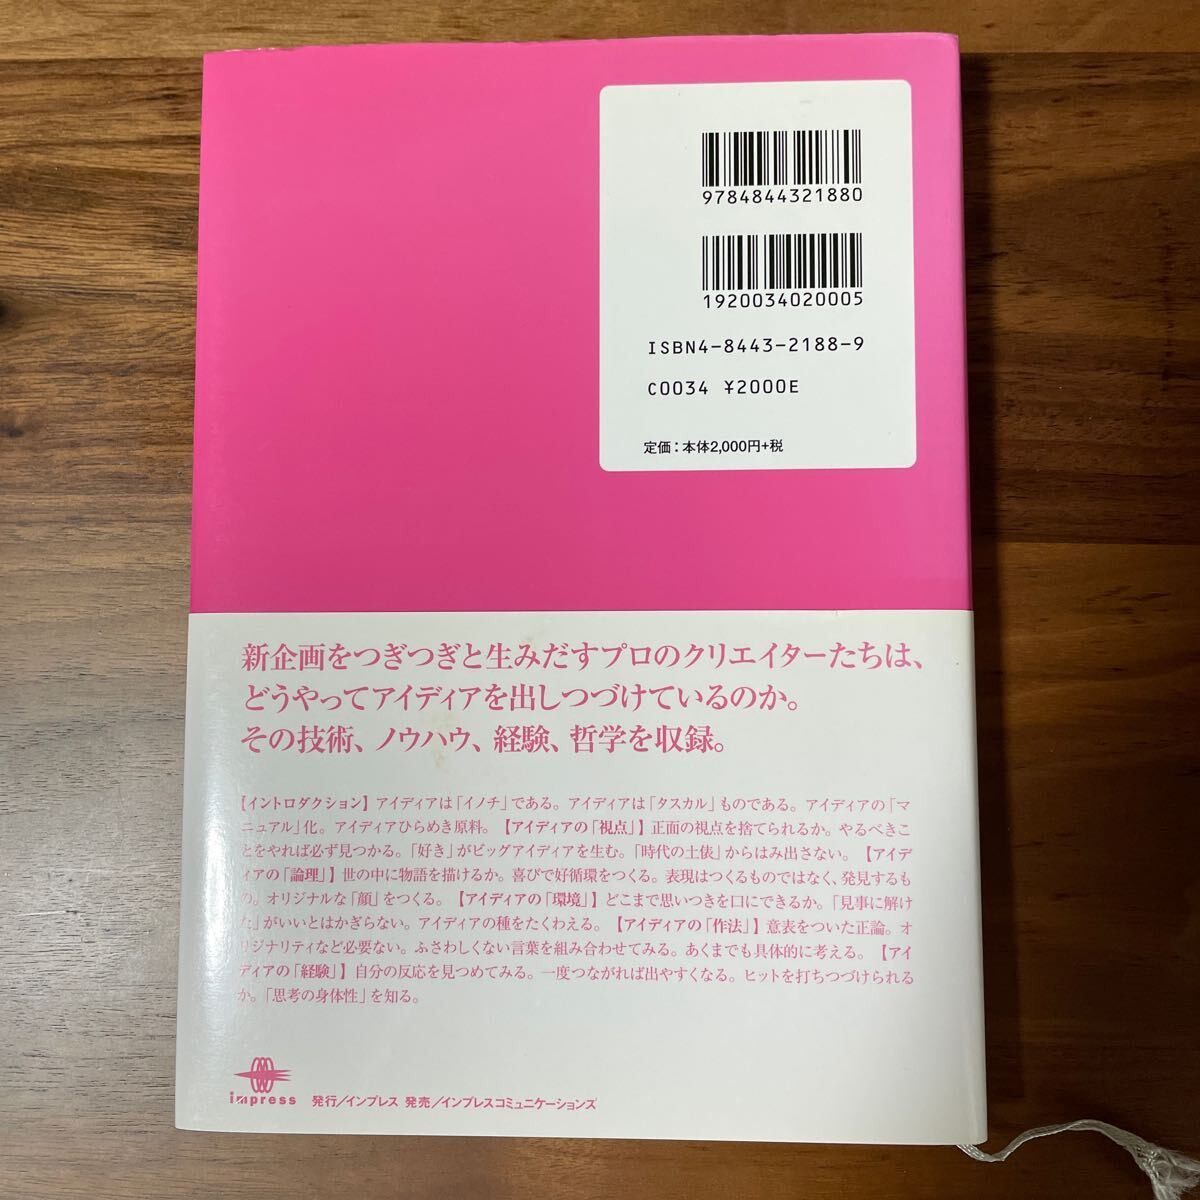 9784844321880
1920034020005
ISBN4-8443-2188-9
C0034 ¥2000E
定価：本体2,000円+税
新企画をつぎつぎと生みだすプロのクリエイターたちは、
どうやってアイディアを出しつづけているのか。
その技術、ノウハウ、経験、哲学を収録。
【イントロダクション】アイディアは「イノチ」である。アイディアは「タスカル」ものである。アイディアの「マ
ニュアル」化。アイディアひらめき原料。【アイディアの「視点」】正面の視点を捨てられるか。やるべきこ
とをやれば必ず見つかる。「好き」がビッグアイディアを生む。「時代の土俵」からはみ出さない。【アイデ
ィアの「論理」】世の中に物語を描けるか。喜びで好循環をつくる。表現はつくるものではなく、発見するも
の。オリジナルな「顔」をつくる。【アイディアの「環境」】どこまで思いつきを口にできるか。「見事に解け
た」がいいとはかぎらない。アイディアの種をたくわえる。【アイディアの「作法」】意表をついた正論。オ
リジナリティなど必要ない。ふさわしくない言葉を組み合わせてみる。あくまでも具体的に考える。【アイ
ディアの「経験」】自分の反応を見つめてみる。一度つながれば出やすくなる。ヒットを打ちつづけられる
か。「思考の身体性」を知る。
impress 発行／インプレス 発売／インプレスコミュニケーションズ